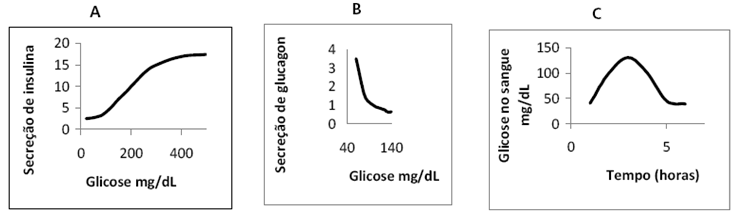 A
Secreção de insulina
20
15
10
5
0
0 200 400
Glicose mg/dL
B
Secreção de glucagon
4
3
2
1
0
40 140
Glicose mg/dL
C
Glicose no sangue
mg/dL
150
100
50
0
0 5
Tempo (horas)